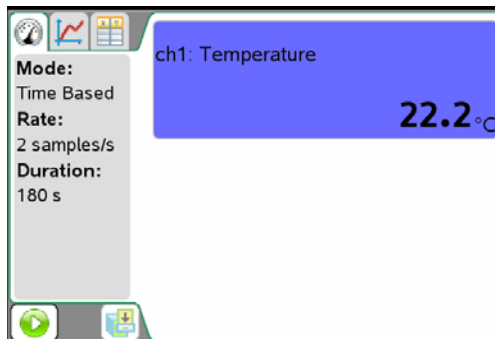 Mode:
Time Based
Rate:
2 samples/s
Duration:
180 s
ch1: Temperature
22.2 °C